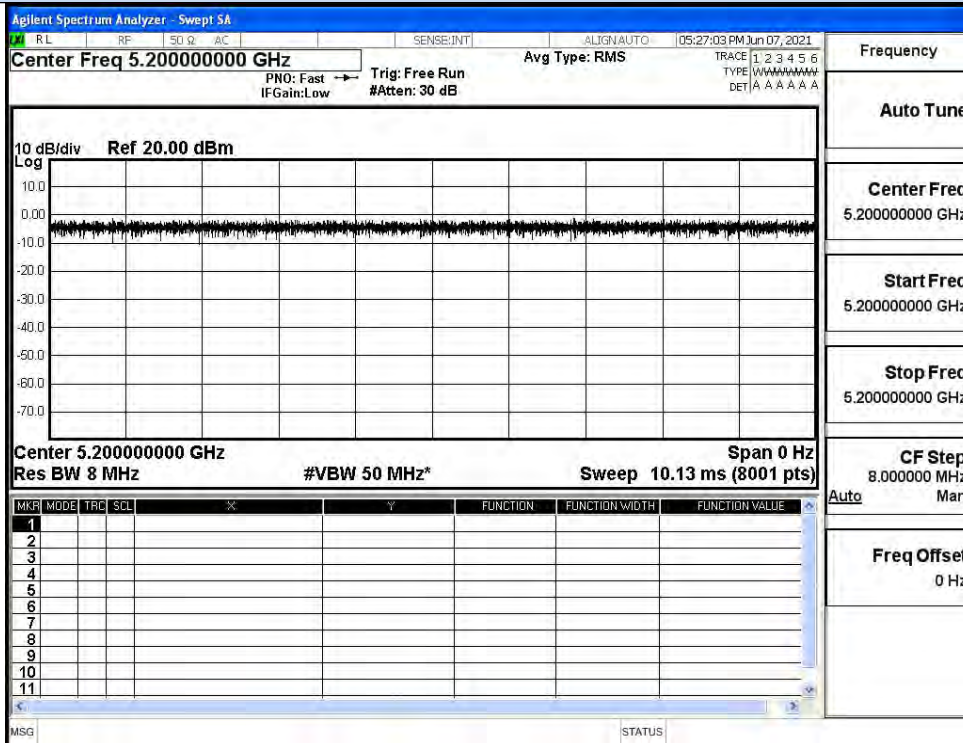 Agilent Spectrum Analyzer - Swept SA
RL RF 50 Ω AC SENSE:INT ALIGNAUTO 05:27:03 PM Jun 07, 2021
Center Freq 5.200000000 GHz
Avg Type: RMS
TRACE 1 2 3 4 5 6
TYPE WWWWWW
DET A A A A A A
PNO: Fast
IFGain:Low
Trig: Free Run
#Atten: 30 dB
10 dB/div Ref 20.00 dBm
Log
10.0
0.00
-10.0
-20.0
-30.0
-40.0
-50.0
-60.0
-70.0
Center 5.200000000 GHz Span 0 Hz
Res BW 8 MHz #VBW 50 MHz* Sweep 10.13 ms (8001 pts)
MKR MODE TRC SCL X Y FUNCTION FUNCTION WIDTH FUNCTION VALUE
1
2
3
4
5
6
7
8
9
10
11
MSG STATUS
Frequency
Auto Tune
Center Freq
5.200000000 GHz
Start Freq
5.200000000 GHz
Stop Freq
5.200000000 GHz
CF Step
8.000000 MHz
Auto Man
Freq Offset
0 Hz